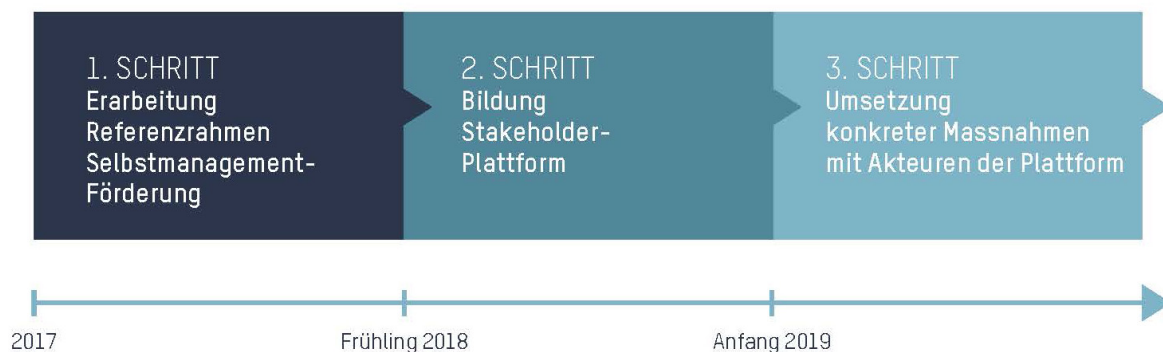 1. SCHRITT
Erarbeitung
Referenzrahmen
Selbstmanagement-
Förderung
2. SCHRITT
Bildung
Stakeholder-
Plattform
3. SCHRITT
Umsetzung
konkreter Massnahmen
mit Akteuren der Plattform
2017
Frühling 2018
Anfang 2019